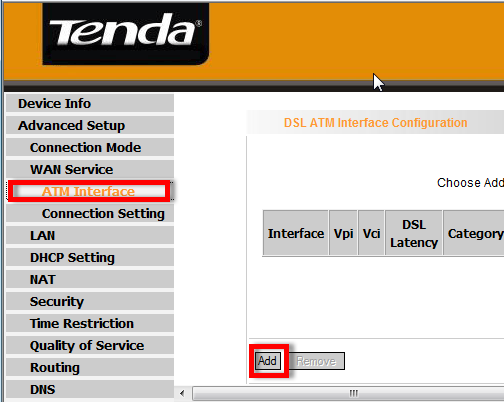 Tenda
Device Info
Advanced Setup
Connection Mode
WAN Service
ATM Interface
Connection Setting
LAN
DHCP Setting
NAT
Security
Time Restriction
Quality of Service
Routing
DNS
DSL ATM Interface Configuration
Choose Add
Interface Vpi Vci DSL Latency Category
Add Remove